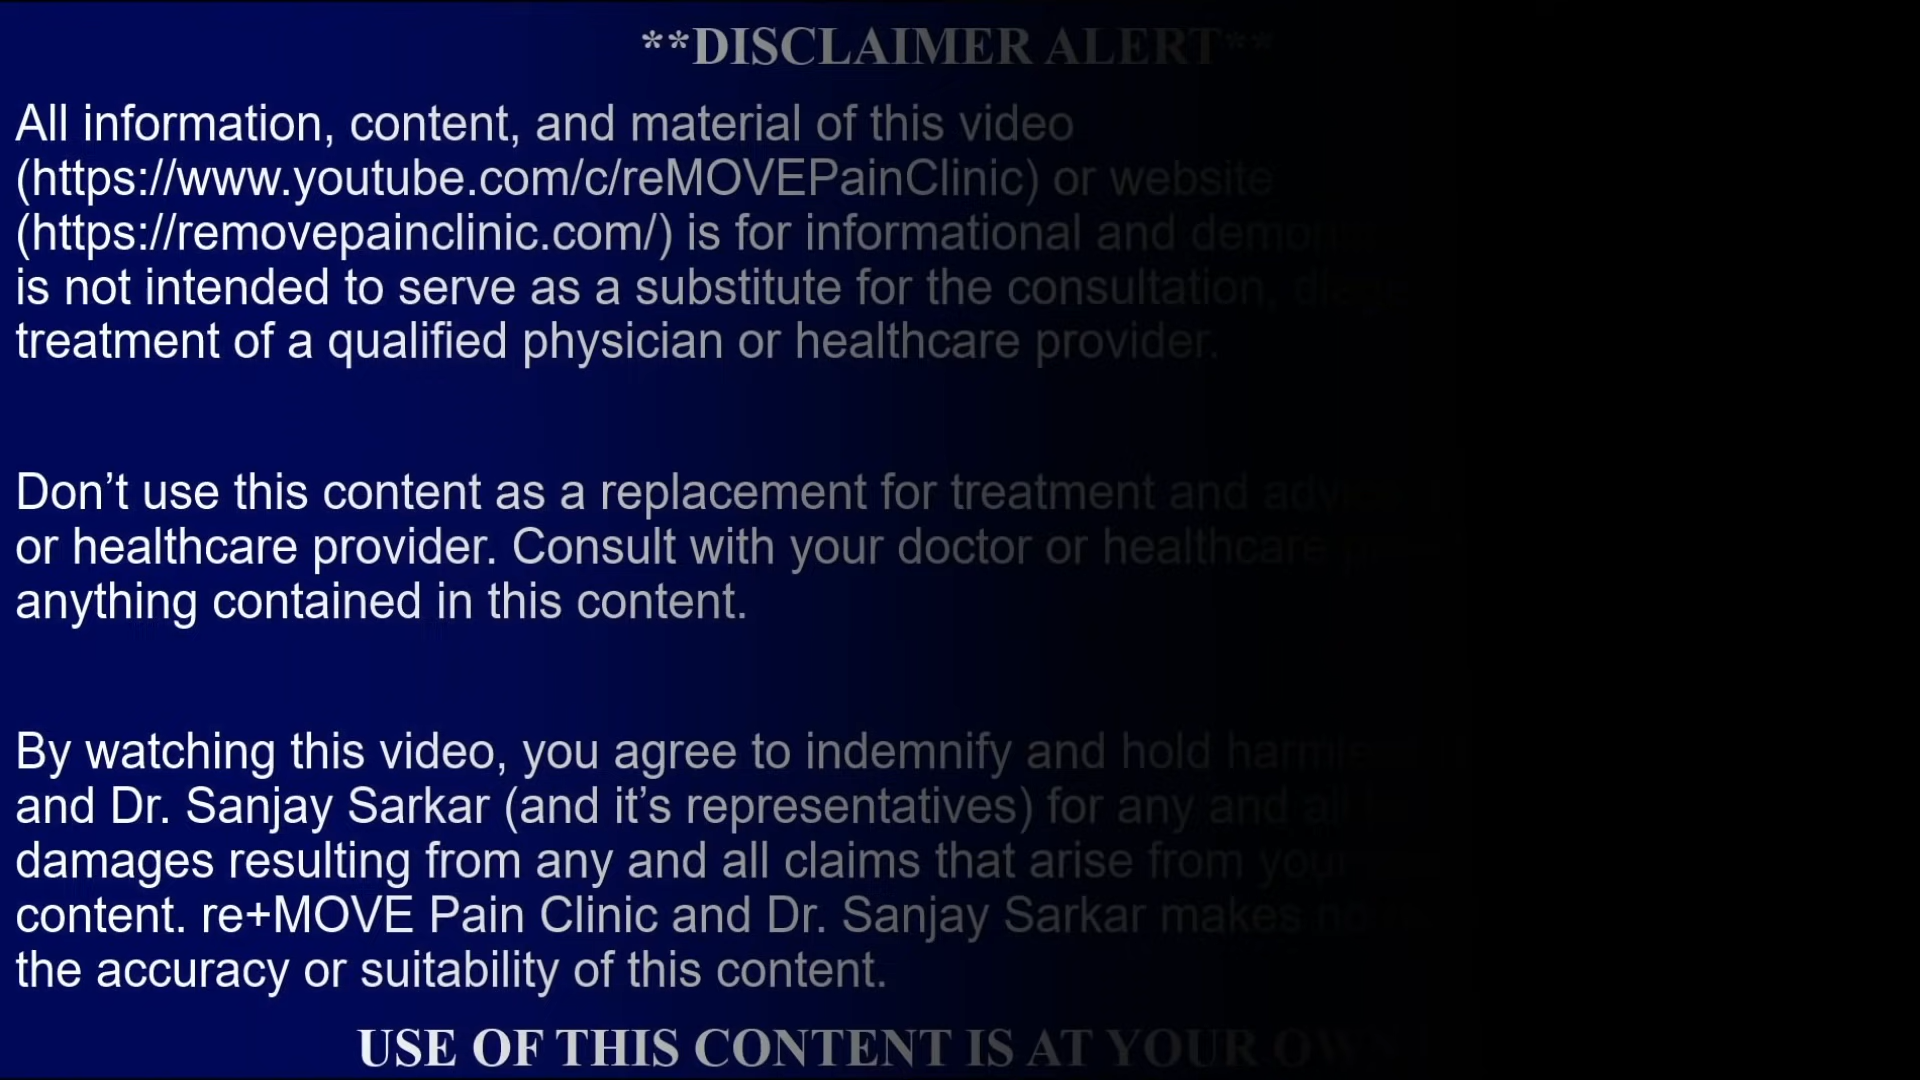 **DISCLAIMER ALERT**
All information, content, and material of this video
(https://www.youtube.com/c/reMOVEPainClinic) or website
(https://removepainclinic.com/) is for informational and
is not intended to serve as a substitute for the consultation,
treatment of a qualified physician or healthcare provider.
Don’t use this content as a replacement for treatment and
or healthcare provider. Consult with your doctor or healthcare
anything contained in this content.
By watching this video, you agree to indemnify and hold
and Dr. Sanjay Sarkar (and it’s representatives) for any and all
damages resulting from any and all claims that arise from
content. re+MOVE Pain Clinic and Dr. Sanjay Sarkar makes no
the accuracy or suitability of this content.
USE OF THIS CONTENT IS AT YOUR OWN